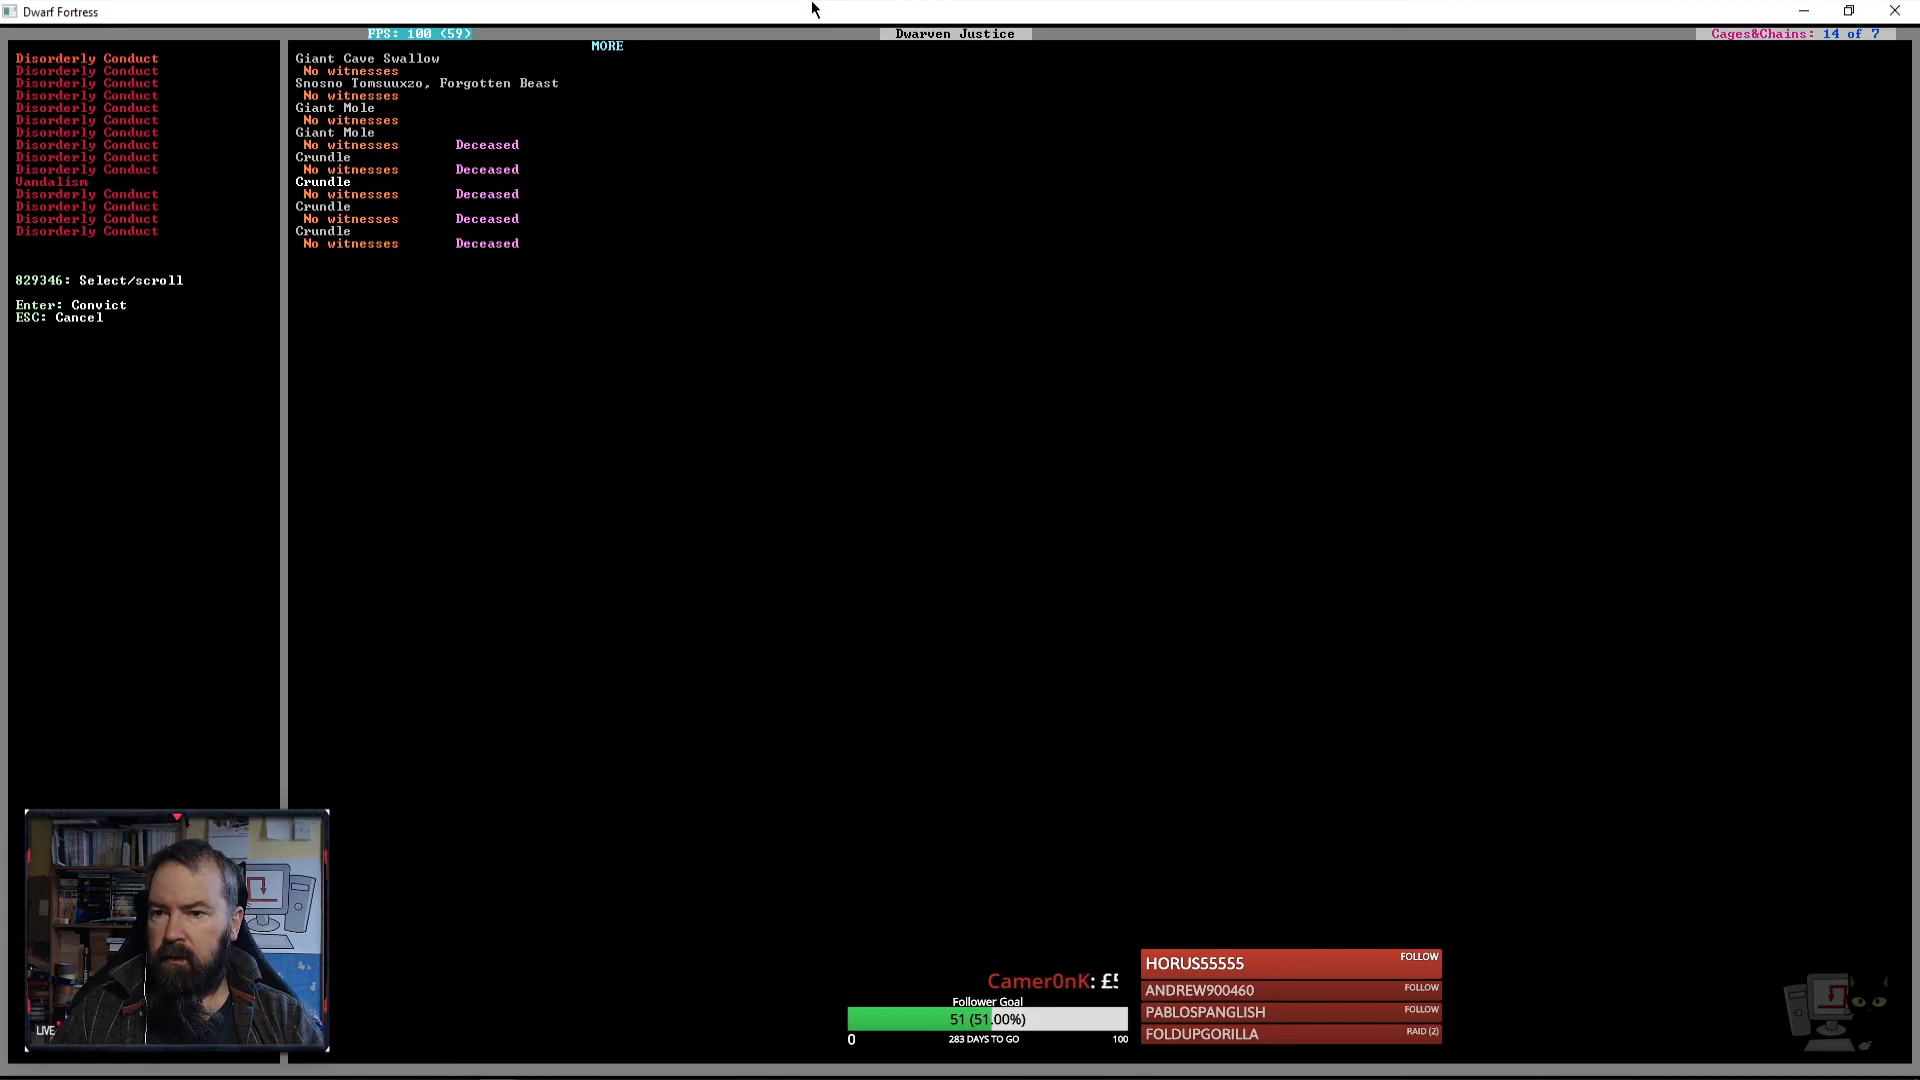 Dwarf Fortress
FPS: 100 (59)
Dwarven Justice
Cages&Chains: 14 of 7
MORE
Disorderly Conduct
Disorderly Conduct
Disorderly Conduct
Disorderly Conduct
Disorderly Conduct
Disorderly Conduct
Disorderly Conduct
Disorderly Conduct
Disorderly Conduct
Disorderly Conduct
Vandalism
Disorderly Conduct
Disorderly Conduct
Disorderly Conduct
Disorderly Conduct
829346: Select/scroll
Enter: Convict
ESC: Cancel
Giant Cave Swallow
No witnesses
Snosno Tomsuuxzo, Forgotten Beast
No witnesses
Giant Mole
No witnesses
Giant Mole
No witnesses Deceased
Crundle
No witnesses Deceased
Crundle
No witnesses Deceased
Crundle
No witnesses Deceased
Crundle
No witnesses Deceased
LIVE
Camer0nK: £5
Follower Goal
51 (51.00%)
0 283 DAYS TO GO 100
HORUS55555 FOLLOW
ANDREW900460 FOLLOW
PABLOSPANGLISH FOLLOW
FOLDUPGORILLA RAID (2)